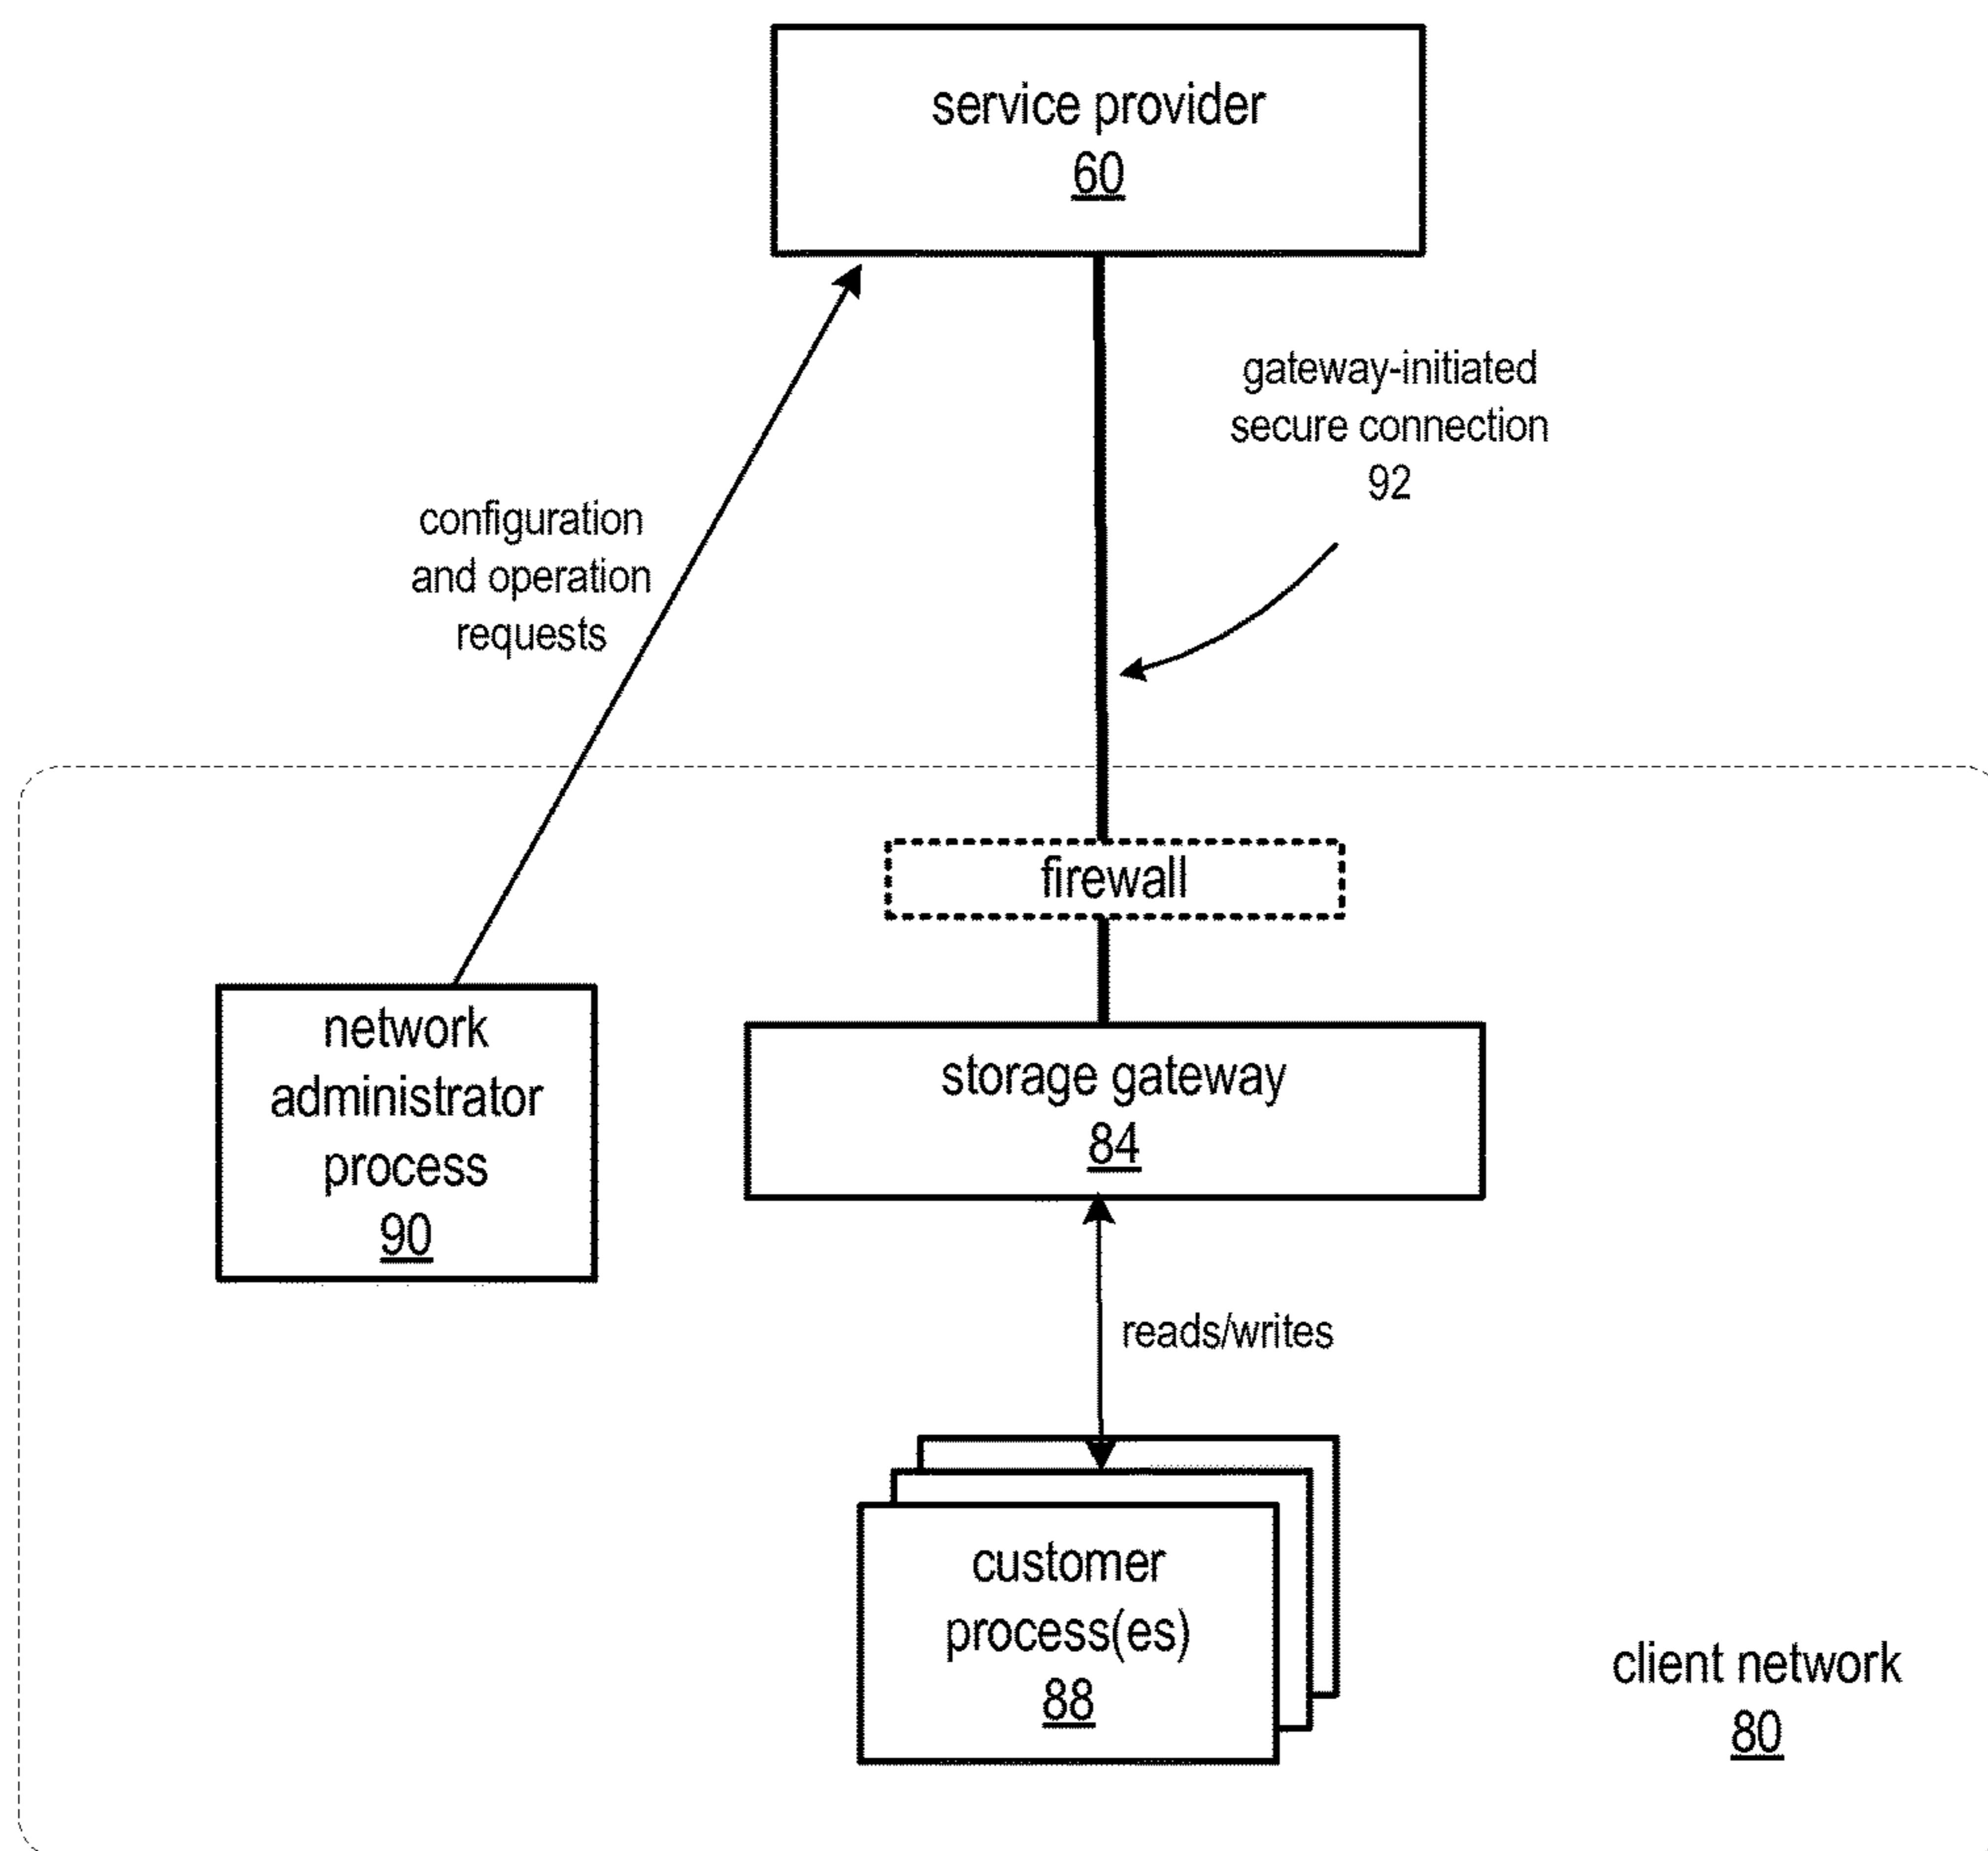 service provider
60
gateway-initiated
secure connection
92
configuration
and operation
requests
firewall
network
administrator
process
90
storage gateway
84
reads/writes
customer
process(es)
88
client network
80